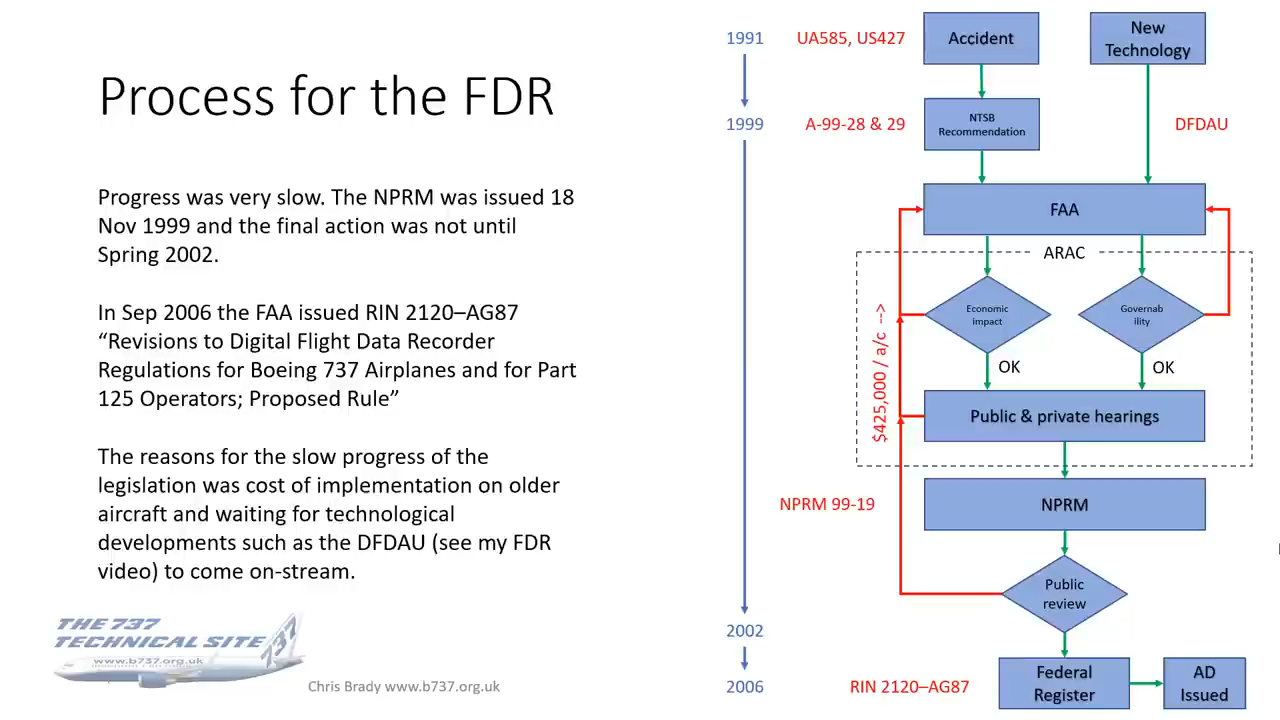 Process for the FDR
Progress was very slow. The NPRM was issued 18
Nov 1999 and the final action was not until
Spring 2002.
In Sep 2006 the FAA issued RIN 2120–AG87
“Revisions to Digital Flight Data Recorder
Regulations for Boeing 737 Airplanes and for Part
125 Operators; Proposed Rule”
The reasons for the slow progress of the
legislation was cost of implementation on older
aircraft and waiting for technological
developments such as the DFDAU (see my FDR
video) to come on-stream.
THE 737
TECHNICAL SITE
737
www.b737.org.uk
Chris Brady www.b737.org.uk
1991
UA585, US427
Accident
New
Technology
1999
A-99-28 & 29
NTSB
Recommendation
DFDAU
FAA
ARAC
Economic
impact
Governab
ility
OK
OK
$425,000 / a/c -->
Public & private hearings
NPRM 99-19
NPRM
Public
review
2002
2006
RIN 2120–AG87
Federal
Register
AD
Issued